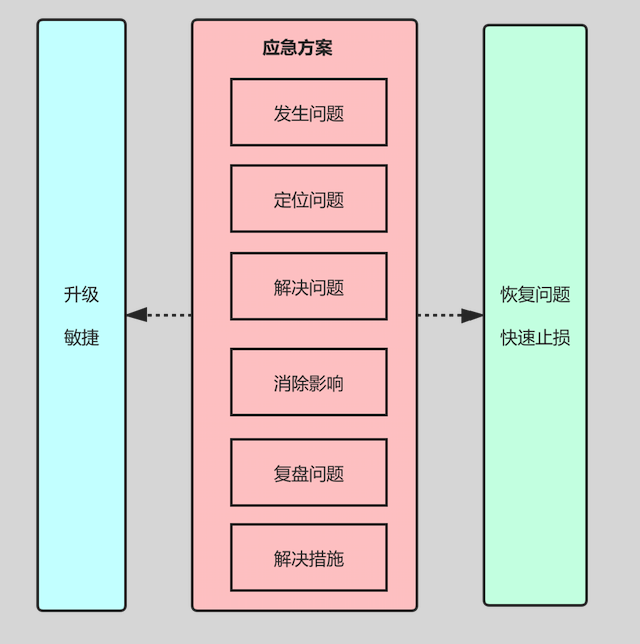 升级
敏捷
应急方案
发生问题
定位问题
解决问题
消除影响
复盘问题
解决措施
恢复问题
快速止损